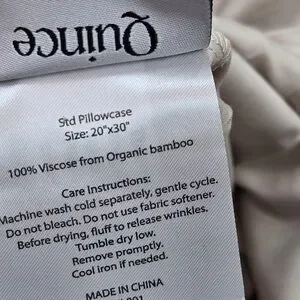 Quince
Std Pillowcase
Size: 20"x30"
100% Viscose from Organic bamboo
Care Instructions:
Machine wash cold separately, gentle cycle.
Do not bleach. Do not use fabric softener.
Before drying, fluff to release wrinkles.
Tumble dry low.
Remove promptly.
Cool iron if needed.
MADE IN CHINA